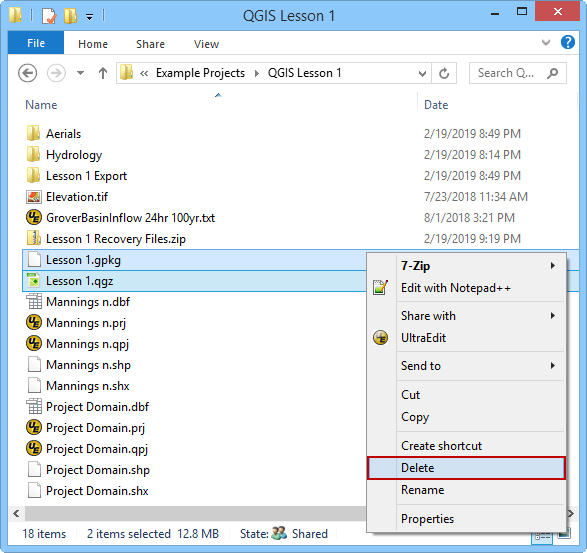 QGIS Lesson 1
File Home Share View
« Example Projects QGIS Lesson 1 Search Q...
Name
Aerials 2/19/2019 8:49 PM
Hydrology 2/19/2019 8:14 PM
Lesson 1 Export 2/19/2019 8:49 PM
Elevation.tif 7/23/2018 11:34 AM
GroverBasinInflow 24hr 100yr.txt 8/1/2018 3:21 PM
Lesson 1 Recovery Files.zip 2/19/2019 9:19 PM
Lesson 1.gpkg
Lesson 1.qgz
Mannings n.dbf
Mannings n.prj
Mannings n.qpj
Mannings n.shp
Mannings n.shx
Project Domain.dbf
Project Domain.prj
Project Domain.qpj
Project Domain.shp
Project Domain.shx
7-Zip
Edit with Notepad++
Share with
UltraEdit
Send to
Cut
Copy
Create shortcut
Delete
Rename
Properties
18 items 2 items selected 12.8 MB State: Shared